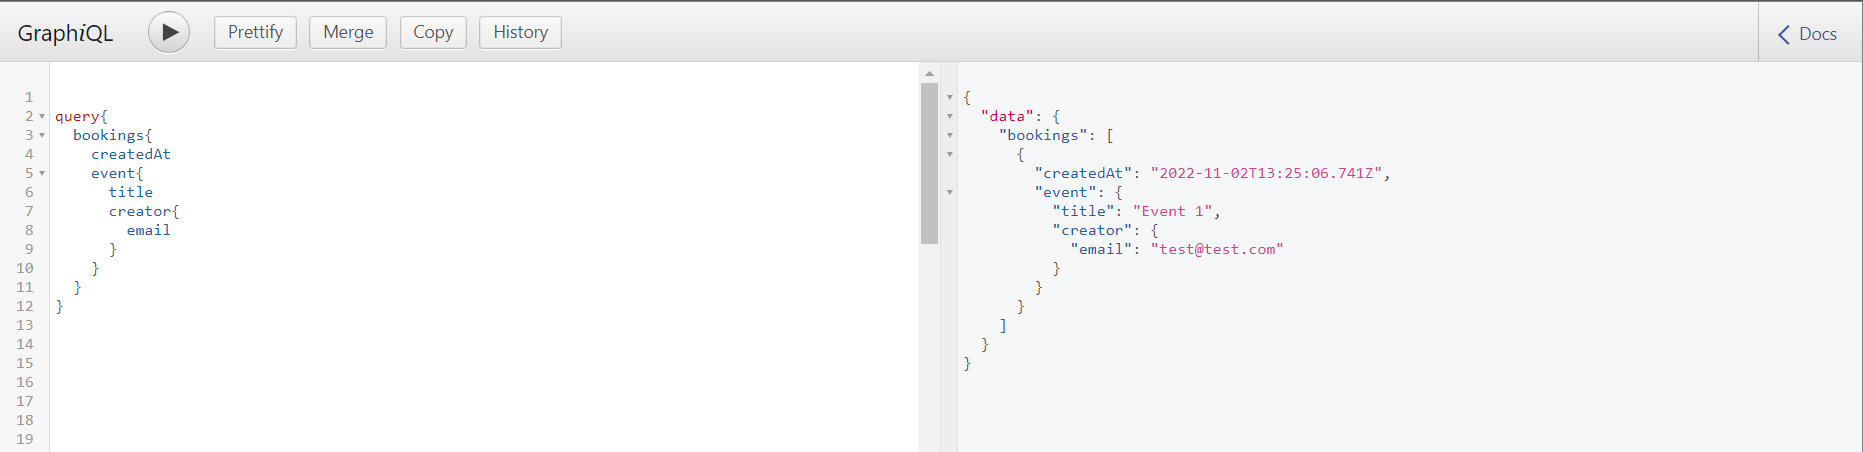 GraphiQL Prettify Merge Copy History Docs
1
2 query{
3 bookings{
4 createdAt
5 event{
6 title
7 creator{
8 email
9 }
10 }
11 }
12 }
13
14
15
16
17
18
19
{
"data": {
"bookings": [
{
"createdAt": "2022-11-02T13:25:06.741Z",
"event": {
"title": "Event 1",
"creator": {
"email": "test@test.com"
}
}
}
]
}
}